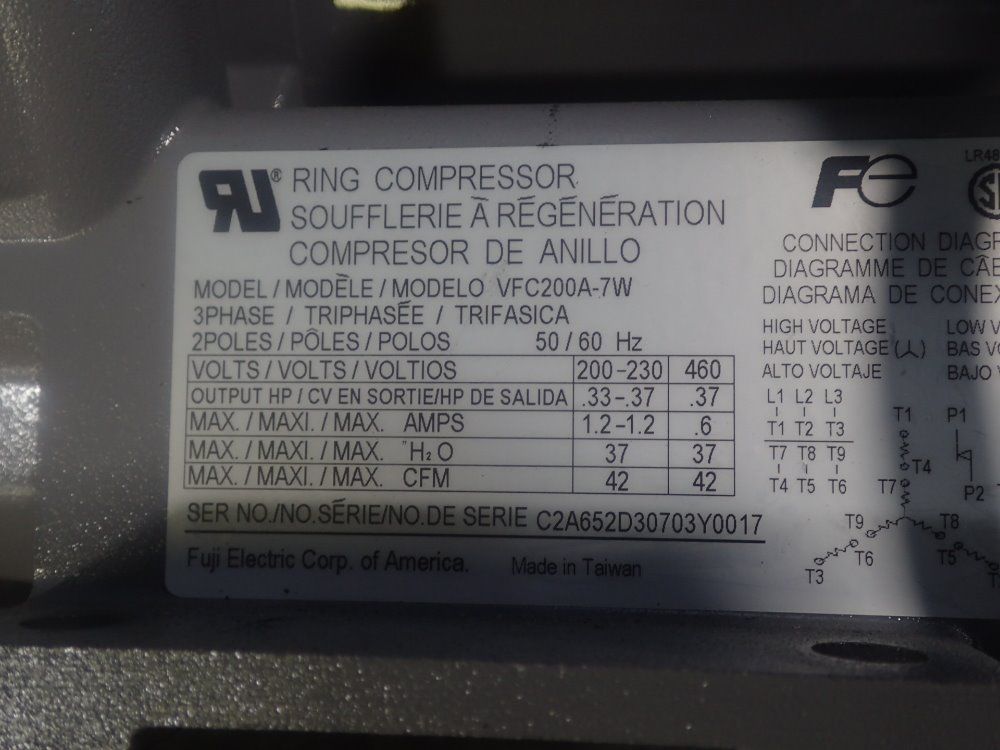 RU® RING COMPRESSOR
SOUFFLERIE À RÉGÉNÉRATION
COMPRESOR DE ANILLO
MODEL / MODÈLE / MODELO VFC200A-7W
3PHASE / TRIPHASÉE / TRIFASICA
2POLES / PÔLES / POLOS 50 / 60 Hz
VOLTS / VOLTS / VOLTIOS 200-230 460
OUTPUT HP / CV EN SORTIE/HP DE SALIDA .33-.37 .37
MAX. / MAXI. / MAX. AMPS 1.2-1.2 .6
MAX. / MAXI. / MAX. "H₂O 37 37
MAX. / MAXI. / MAX. CFM 42 42
SER NO./NO.SÉRIE/NO.DE SERIE C2A652D30703Y0017
Fuji Electric Corp. of America. Made in Taiwan
Fe
CONNECTION
DIAGRAMME DE
DIAGRAMA DE
HIGH VOLTAGE LOW
HAUT VOLTAGE (⅄) BAS
ALTO VOLTAJE BAJO
L1 L2 L3
T1 T2 T3
T7 T8 T9
T4 T5 T6
T1 P1
T4
T7 P2
T9 T8
T6 T5
T3